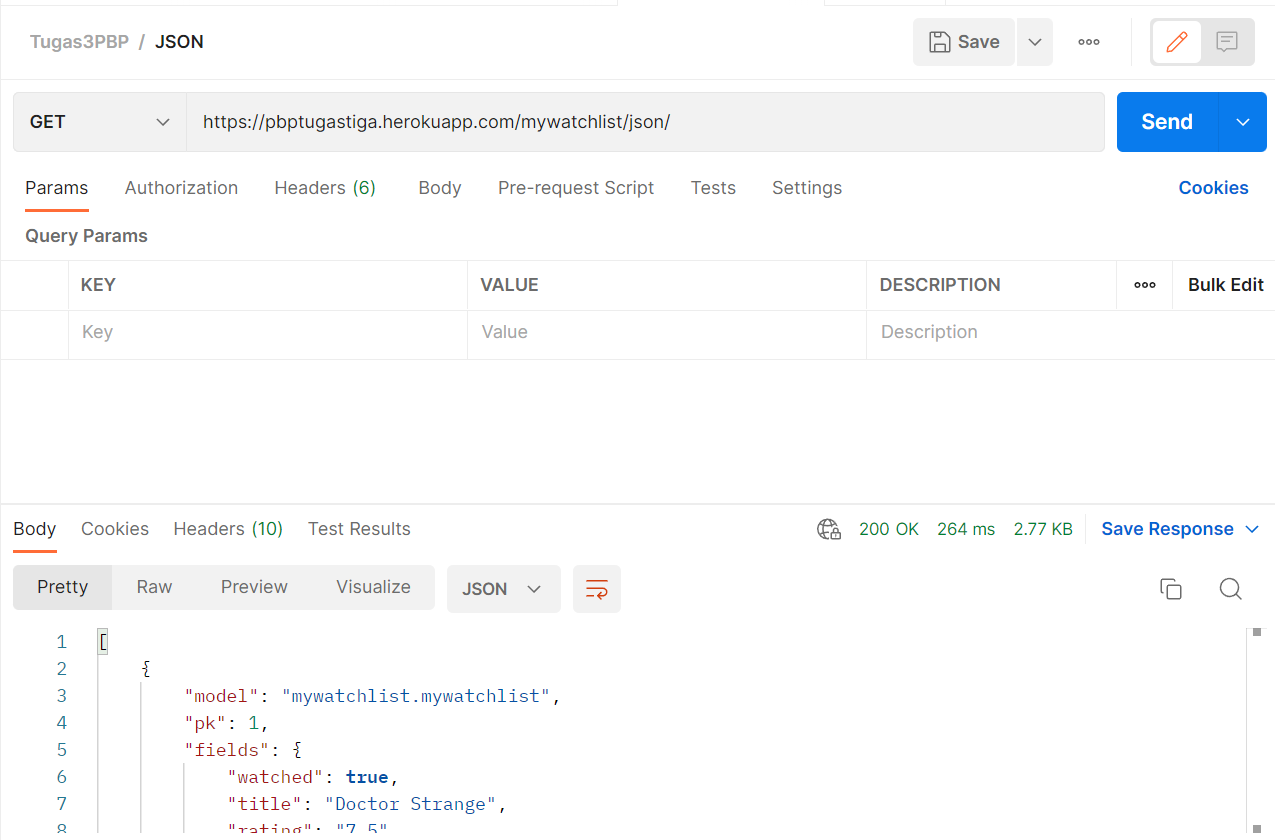 Tugas3PBP / JSON
Save
GET
https://pbptugastiga.herokuapp.com/mywatchlist/json/
Send
Params Authorization Headers (6) Body Pre-request Script Tests Settings Cookies
Query Params
KEY VALUE DESCRIPTION Bulk Edit
Key Value Description
Body Cookies Headers (10) Test Results 200 OK 264 ms 2.77 KB Save Response
Pretty Raw Preview Visualize JSON
1 [
2 {
3 "model": "mywatchlist.mywatchlist",
4 "pk": 1,
5 "fields": {
6 "watched": true,
7 "title": "Doctor Strange",
8 "rating": "7.5"